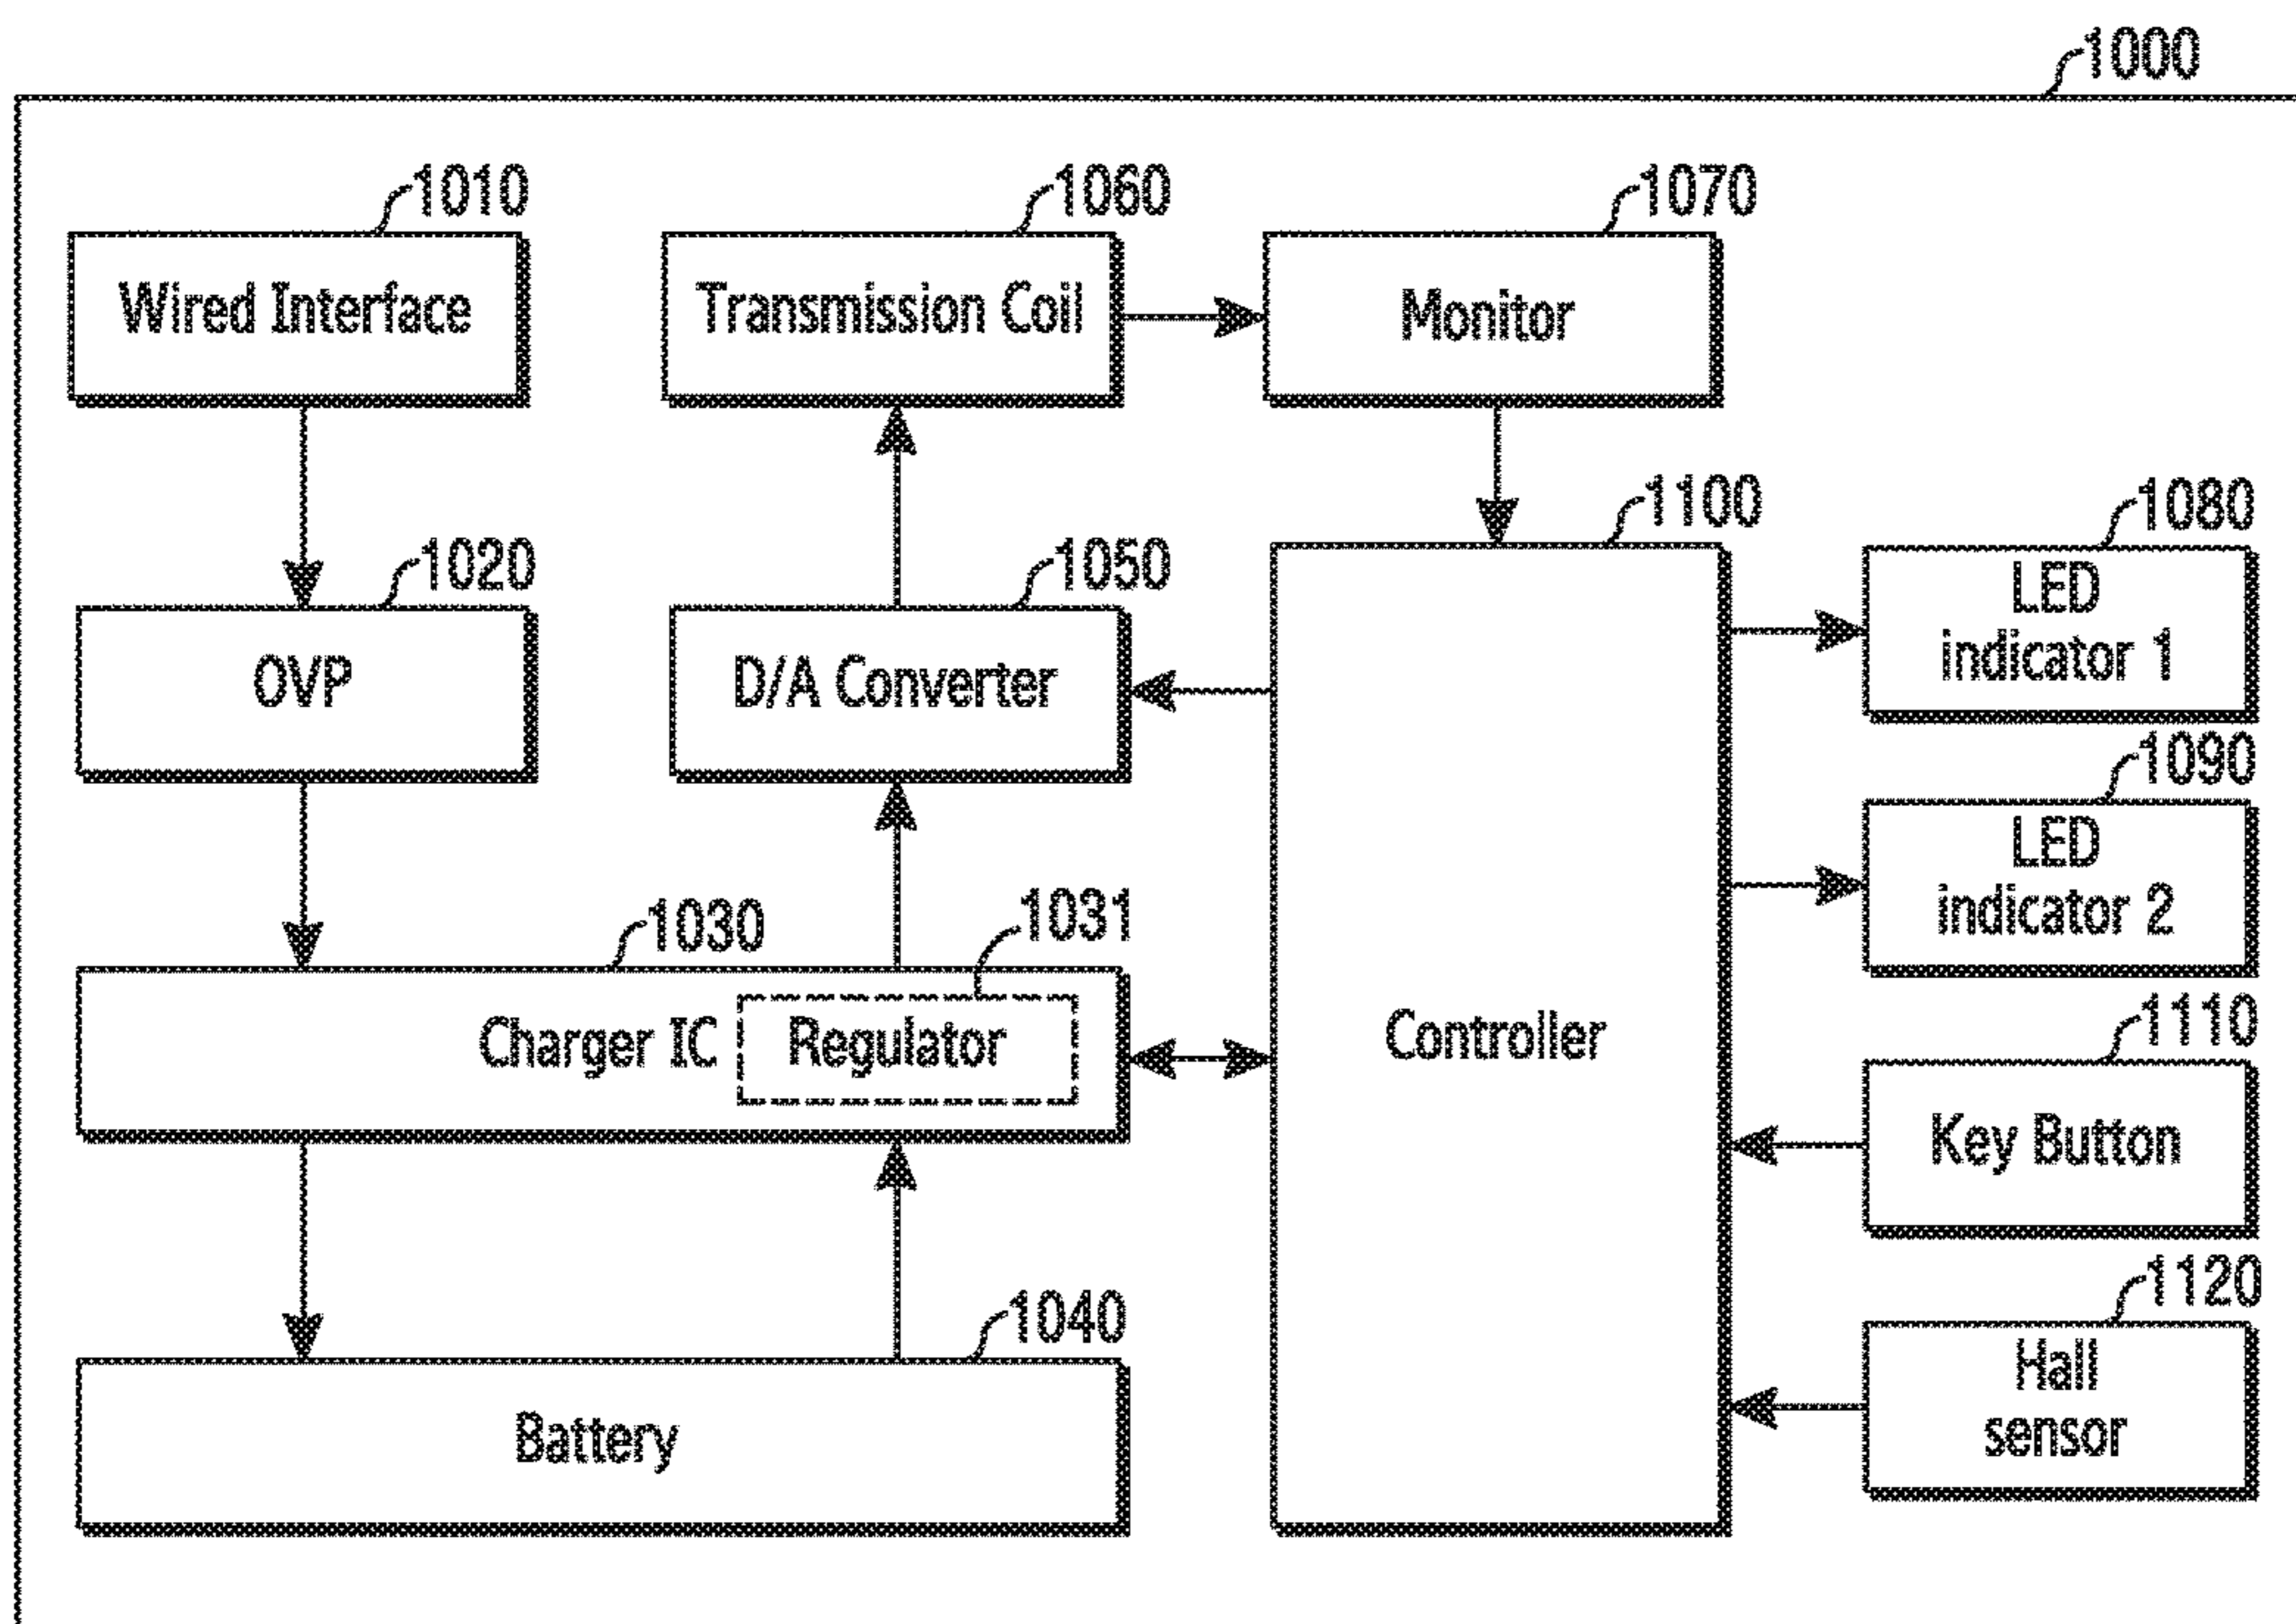 1000
1010
1060
1070
Wired Interface
Transmission Coil
Monitor
1020
1050
1100
1080
OVP
D/A Converter
LED
indicator 1
1090
LED
indicator 2
1030
1031
Charger IC
Regulator
Controller
1110
Key Button
1040
1120
Battery
Hall
sensor